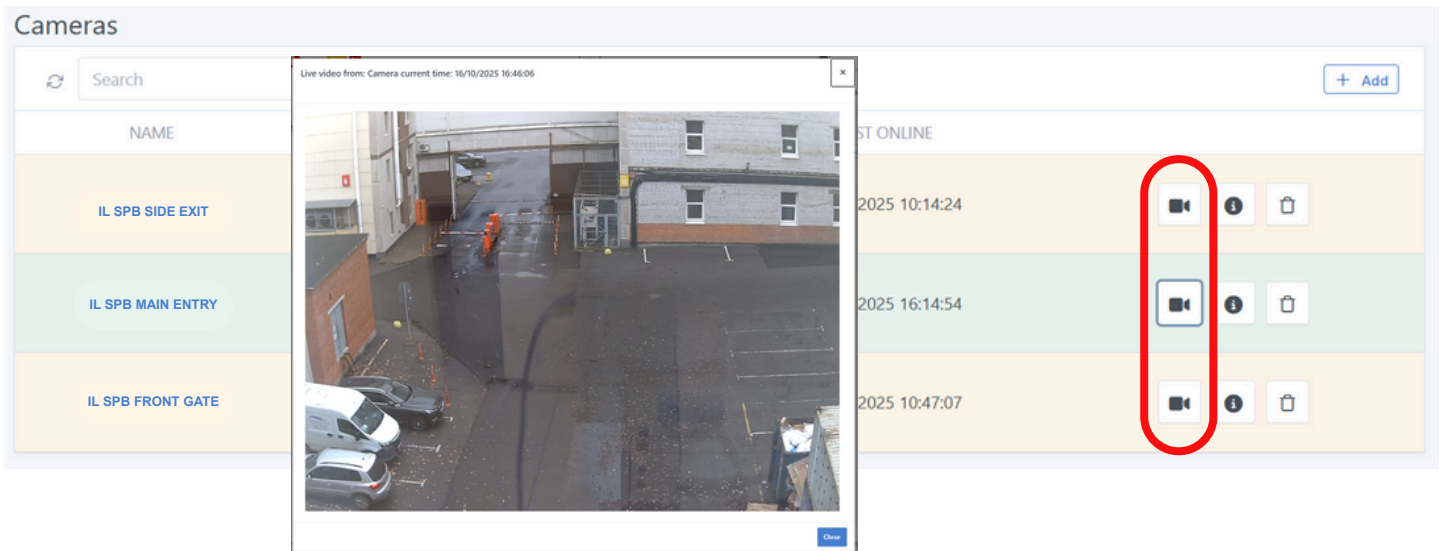 Cameras
Search
Live video from: Camera current time: 16/10/2025 16:46:06
×
+ Add
NAME
ST ONLINE
IL SPB SIDE EXIT
2025 10:14:24
IL SPB MAIN ENTRY
2025 16:14:54
IL SPB FRONT GATE
2025 10:47:07
Close